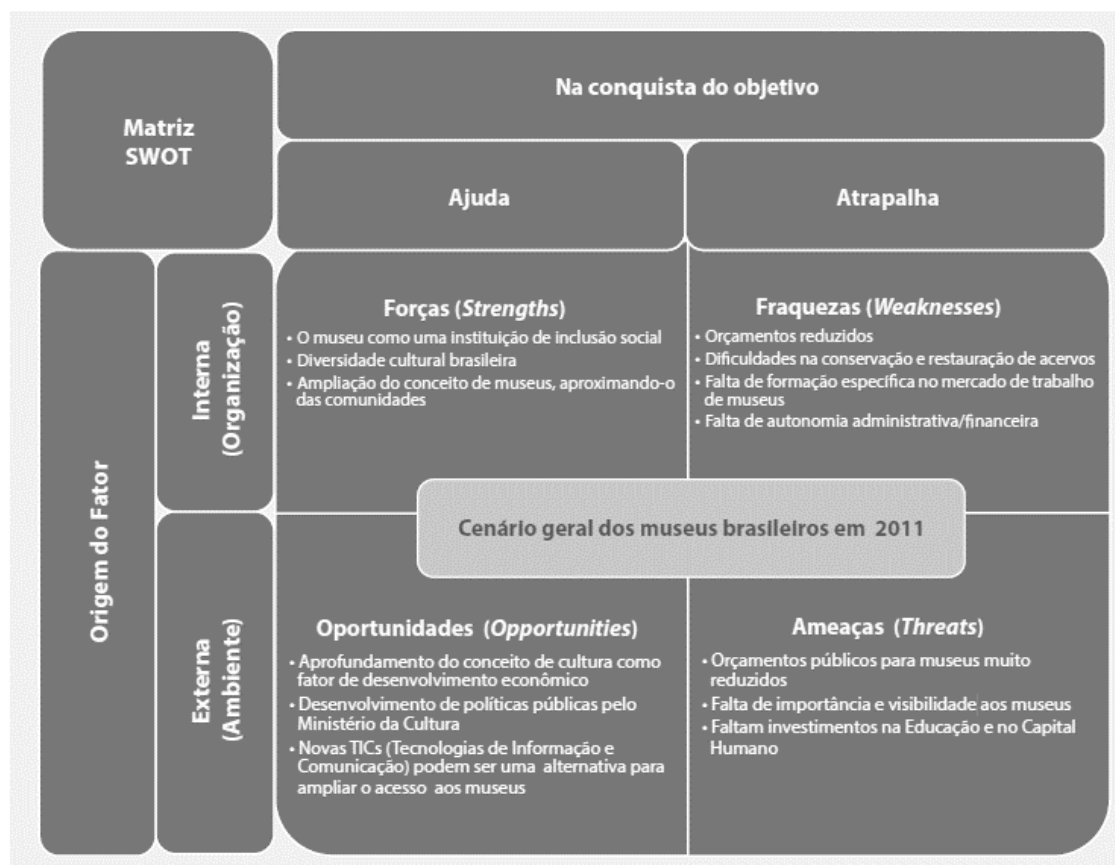 Matriz
SWOT
Na conquista do objetivo
Ajuda
Atrapalha
Origem do Fator
Interna
(Organização)
Forças (Strengths)
• O museu como uma instituição de inclusão social
• Diversidade cultural brasileira
• Ampliação do conceito de museus, aproximando-o
das comunidades
Fraquezas (Weaknesses)
• Orçamentos reduzidos
• Dificuldades na conservação e restauração de acervos
• Falta de formação específica no mercado de trabalho
de museus
• Falta de autonomia administrativa/financeira
Cenário geral dos museus brasileiros em 2011
Externa
(Ambiente)
Oportunidades (Opportunities)
• Aprofundamento do conceito de cultura como
fator de desenvolvimento econômico
• Desenvolvimento de políticas públicas pelo
Ministério da Cultura
• Novas TICs (Tecnologias de Informação e
Comunicação) podem ser uma alternativa para
ampliar o acesso aos museus
Ameaças (Threats)
• Orçamentos públicos para museus muito
reduzidos
• Falta de importância e visibilidade aos museus
• Faltam investimentos na Educação e no Capital
Humano